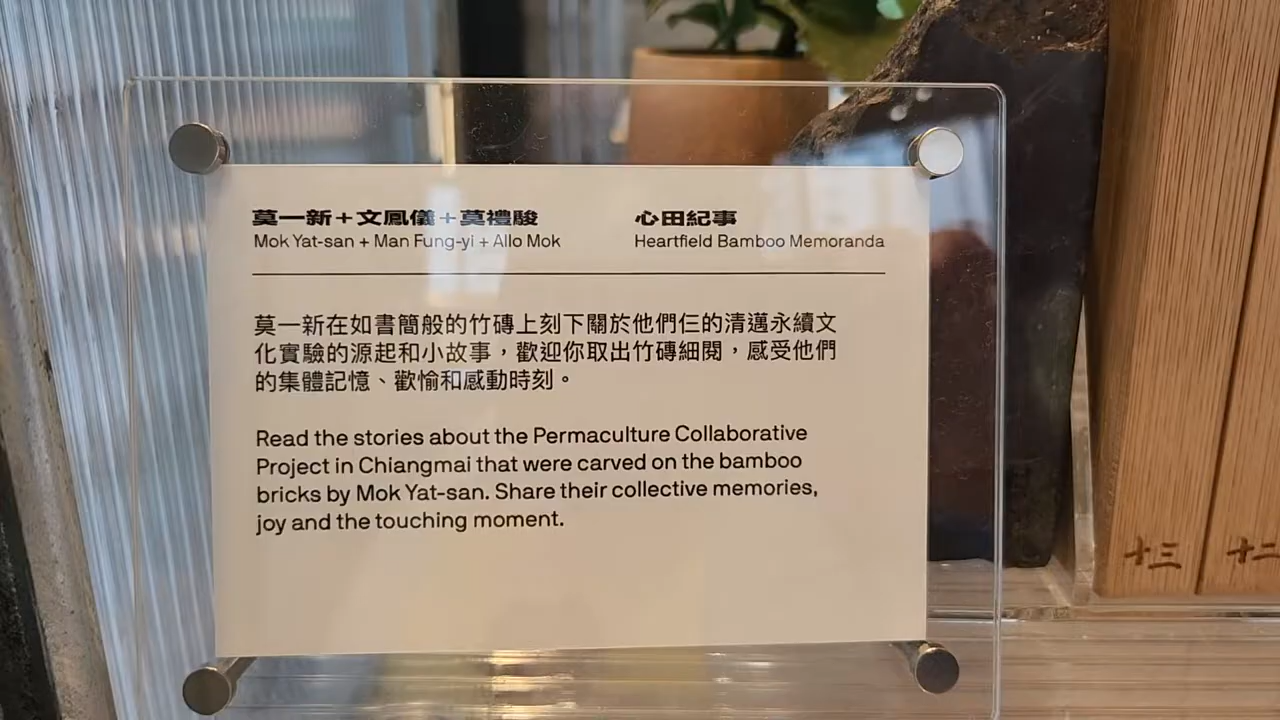 莫一新＋文鳳儀＋莫禮駿
Mok Yat-san + Man Fung-yi + Allo Mok
心田紀事
Heartfield Bamboo Memoranda
莫一新在如書簡般的竹磚上刻下關於他們仨的清邁永續文
化實驗的源起和小故事，歡迎你取出竹磚細閱，感受他們
的集體記憶、歡愉和感動時刻。
Read the stories about the Permaculture Collaborative
Project in Chiangmai that were carved on the bamboo
bricks by Mok Yat-san. Share their collective memories,
joy and the touching moment.
十三
十二